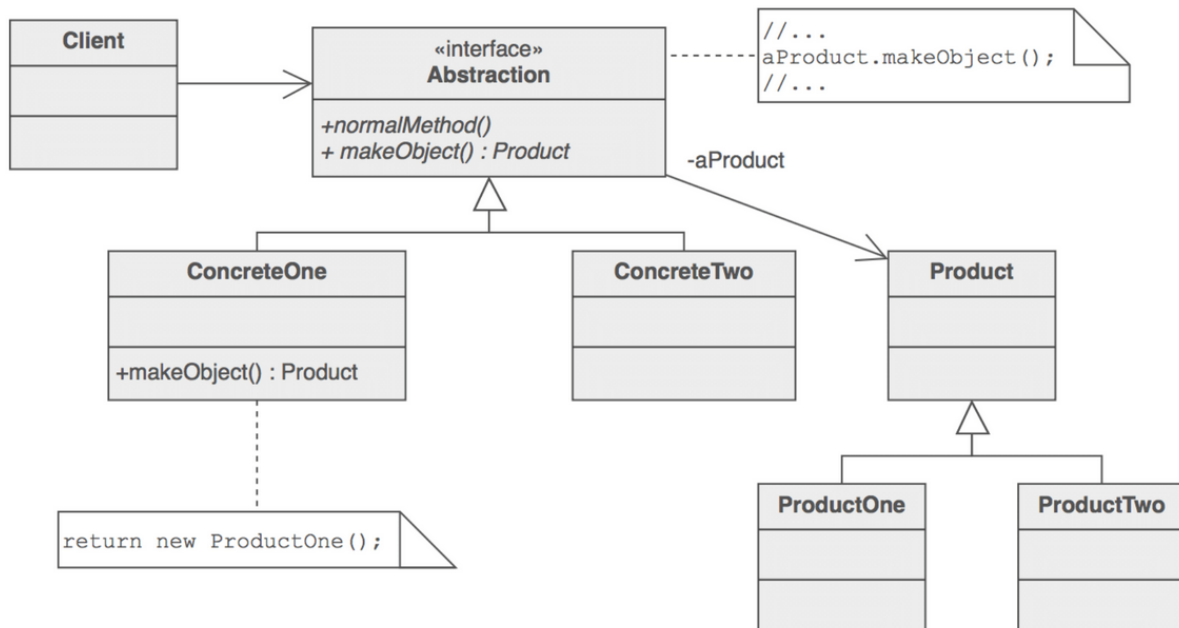 Client
«interface»
Abstraction
+normalMethod()
+ makeObject() : Product
//...
aProduct.makeObject();
//...
-aProduct
ConcreteOne
+makeObject() : Product
ConcreteTwo
Product
return new ProductOne();
ProductOne
ProductTwo